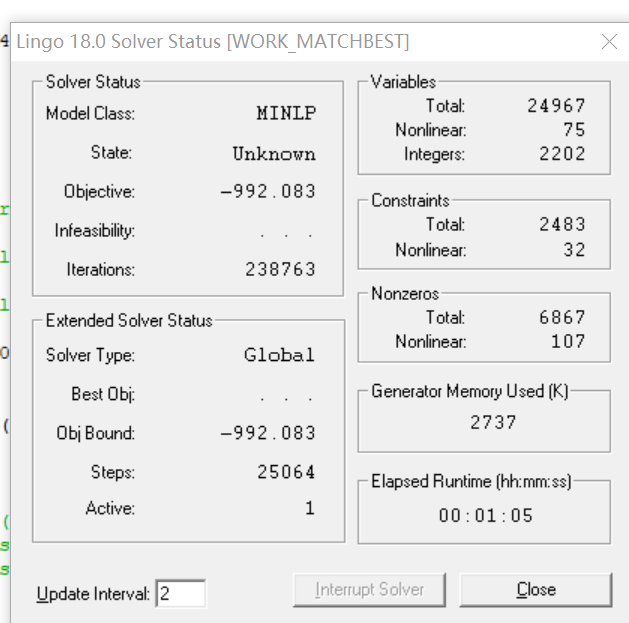 4
Lingo 18.0 Solver Status [WORK_MATCHBEST]
Solver Status
Model Class: MINLP
State: Unknown
Objective: -992.083
Infeasibility: . . .
Iterations: 238763
Extended Solver Status
Solver Type: Global
Best Obj: . . .
Obj Bound: -992.083
Steps: 25064
Active: 1
Update Interval: 2
Variables
Total: 24967
Nonlinear: 75
Integers: 2202
Constraints
Total: 2483
Nonlinear: 32
Nonzeros
Total: 6867
Nonlinear: 107
Generator Memory Used (K)
2737
Elapsed Runtime (hh:mm:ss)
00:01:05
Interrupt Solver
Close